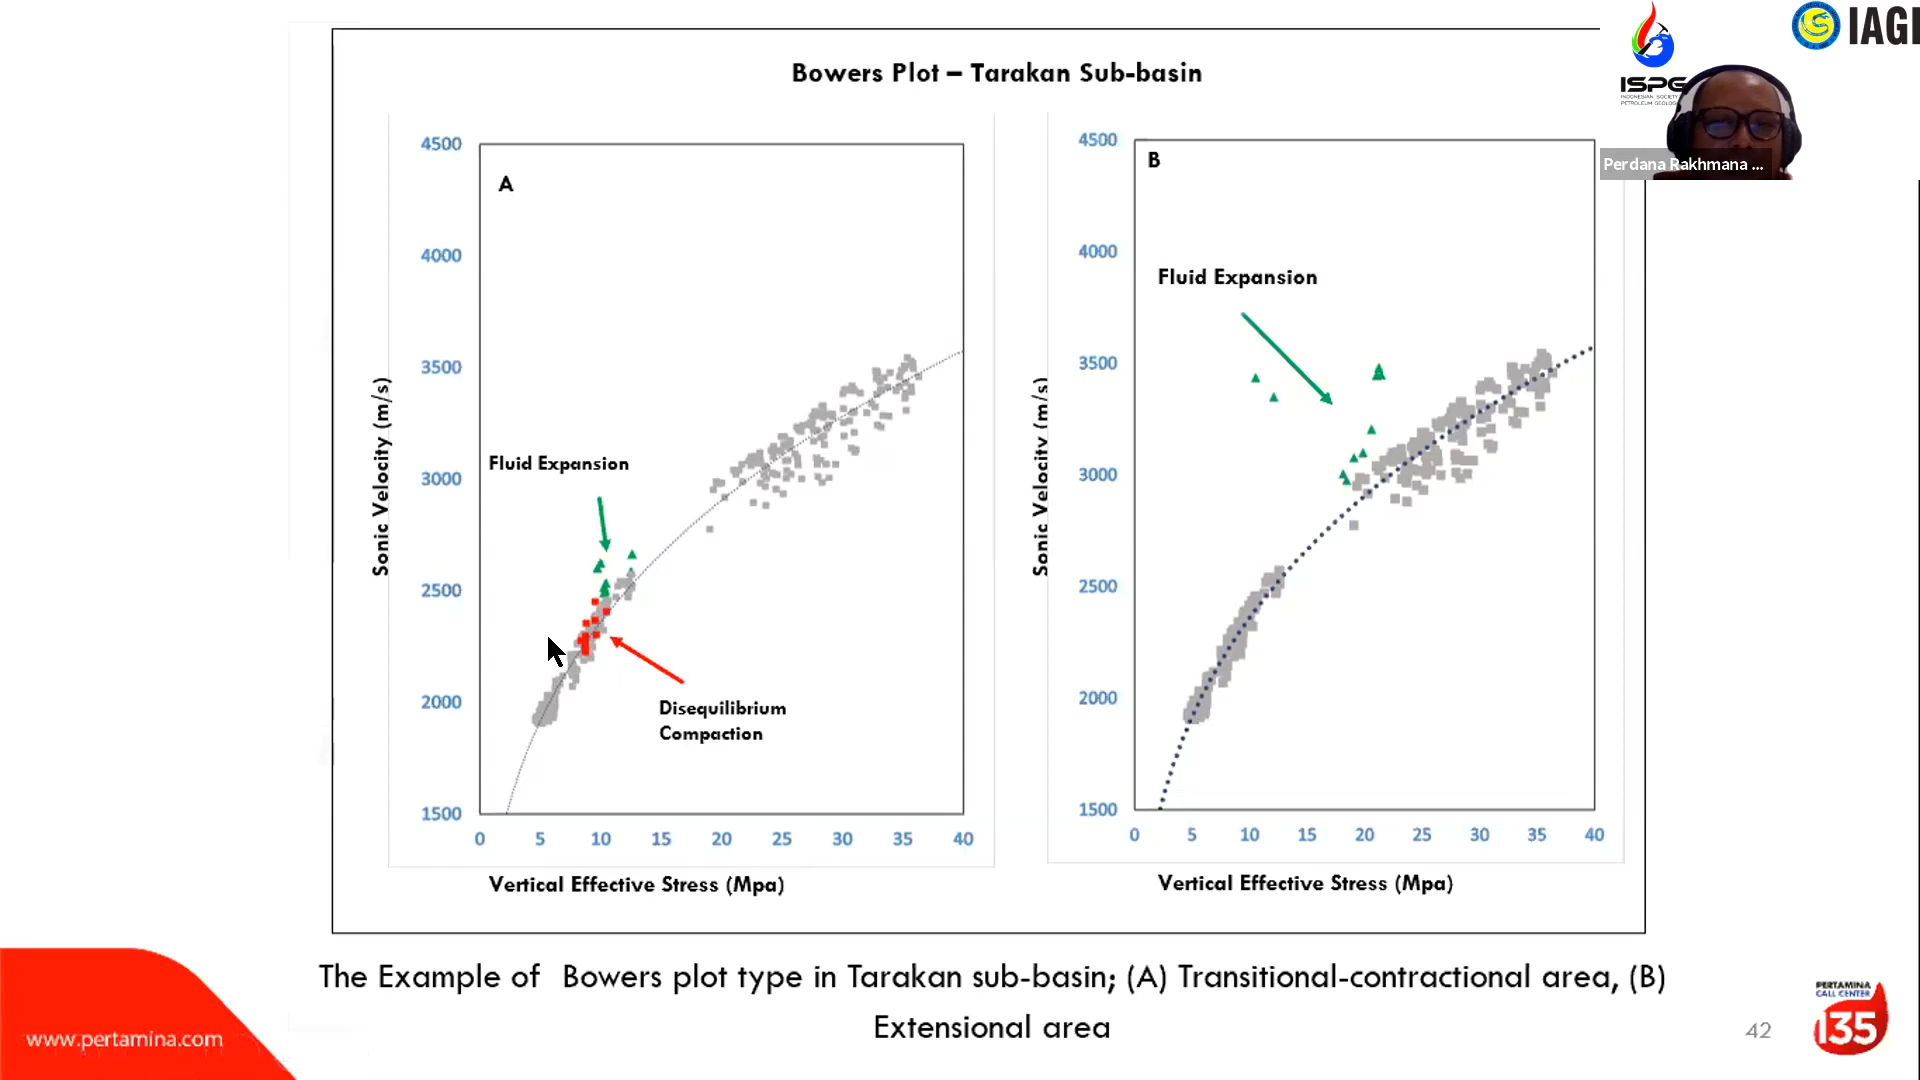 Bowers Plot – Tarakan Sub-basin
IAGI
ISPG
Perdana Rakhmana ...
A
4500
4000
3500
3000
2500
2000
1500
Sonic Velocity (m/s)
Fluid Expansion
Disequilibrium
Compaction
0 5 10 15 20 25 30 35 40
Vertical Effective Stress (Mpa)
B
4500
4000
3500
3000
2500
2000
1500
Sonic Velocity (m/s)
Fluid Expansion
0 5 10 15 20 25 30 35 40
Vertical Effective Stress (Mpa)
The Example of Bowers plot type in Tarakan sub-basin; (A) Transitional-contractional area, (B)
Extensional area
www.pertamina.com
42
PERTAMINA
CALL CENTER
135